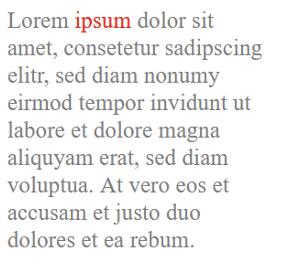 Lorem ipsum dolor sit
amet, consetetur sadipscing
elitr, sed diam nonumy
eirmod tempor invidunt ut
labore et dolore magna
aliquyam erat, sed diam
voluptua. At vero eos et
accusam et justo duo
dolores et ea rebum.